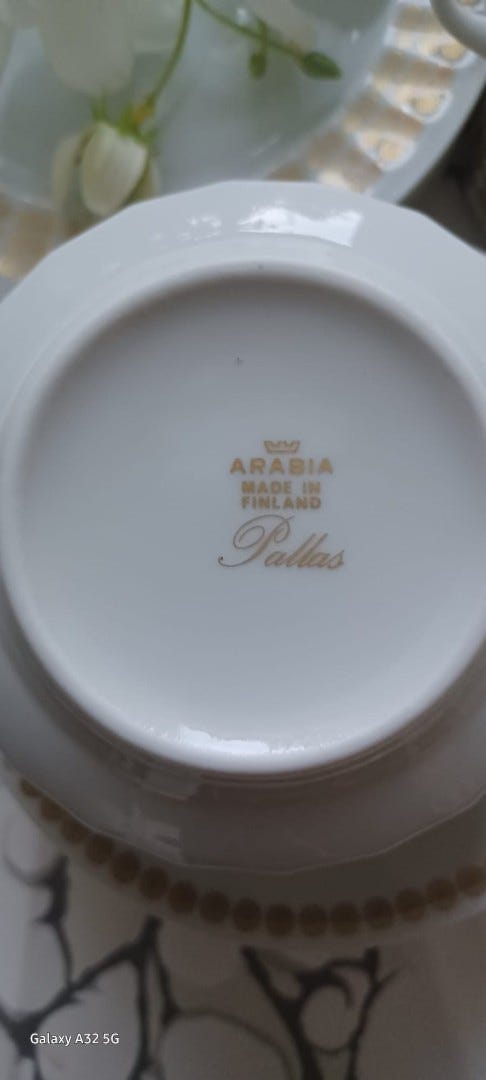 ARABIA
MADE IN
FINLAND
Pallas
Galaxy A32 5G